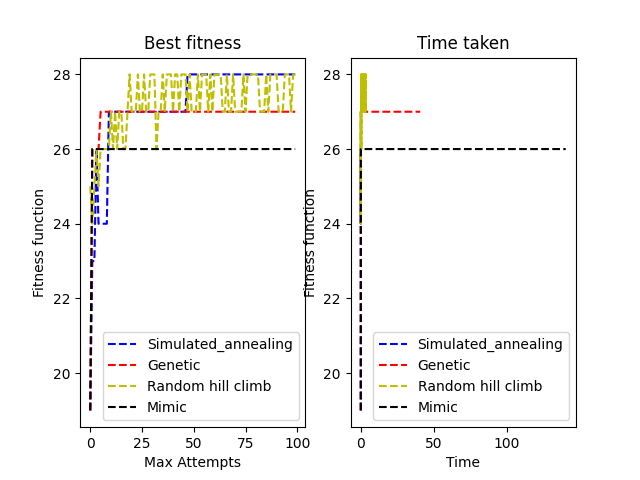 Best fitness
Fitness function
28
26
24
22
20
0
25
50
75
100
Max Attempts
Simulated_annealing
Genetic
Random hill climb
Mimic
Time taken
Fitness function
28
26
24
22
20
0
50
100
Time
Simulated_annealing
Genetic
Random hill climb
Mimic